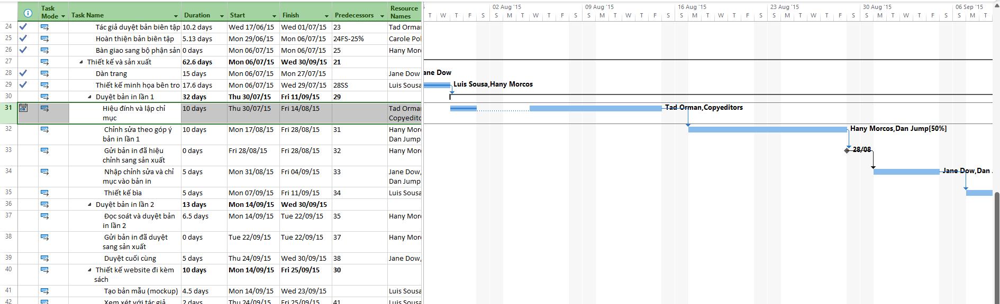 Task Mode Task Name Duration Start Finish Predecessors Resource Names
02 Aug '15 09 Aug '15 16 Aug '15 23 Aug '15 30 Aug '15 06 Sep '15
T W T F S S M T W T F S S M T W T F S S M T W T F S S M T W T F S S M T W T F S S M T
24 Tác giả duyệt bản biên tập 10.2 days Wed 17/06/15 Wed 01/07/15 23 Tad Orman
25 Hoàn thiện bản biên tập 5.13 days Mon 29/06/15 Mon 06/07/15 24FS-25% Carole Pol
26 Bàn giao sang bộ phận sản 0 days Mon 06/07/15 Mon 06/07/15 25 Hany Mor
27 Thiết kế và sản xuất 62.6 days Mon 06/07/15 Wed 30/09/15 21
28 Dàn trang 15 days Mon 06/07/15 Mon 27/07/15 Jane Dow
ane Dow
29 Thiết kế minh họa bên tro 17.6 days Mon 06/07/15 Wed 29/07/15 28SS Luis Sousa
Luis Sousa,Hany Morcos
30 Duyệt bản in lần 1 32 days Thu 30/07/15 Fri 11/09/15 29
31 Hiệu đính và lập chỉ 10 days Thu 30/07/15 Fri 14/08/15 Tad Orman
mục Copyedito
Tad Orman,Copyeditors
32 Chỉnh sửa theo góp ý 10 days Mon 17/08/15 Fri 28/08/15 31 Hany Mor
bản in lần 1 Dan Jump
Hany Morcos,Dan Jump[50%]
33 Gửi bản in đã hiệu 0 days Fri 28/08/15 Fri 28/08/15 32 Hany Mor
chỉnh sang sản xuất
28/08
34 Nhập chỉnh sửa và chỉ 5 days Mon 31/08/15 Fri 04/09/15 33 Jane Dow,
mục vào bản in Dan Jump
Jane Dow,Dan
35 Thiết kế bìa 5 days Mon 07/09/15 Fri 11/09/15 34 Luis Sousa
36 Duyệt bản in lần 2 13 days Mon 14/09/15 Wed 30/09/15
37 Đọc soát và duyệt bản 6.5 days Mon 14/09/15 Tue 22/09/15 35 Hany Mor
in lần 2
38 Gửi bản in đã duyệt 0 days Tue 22/09/15 Tue 22/09/15 37 Hany Mor
sang sản xuất
39 Duyệt cuối cùng 5 days Thu 24/09/15 Wed 30/09/15 38 Jane Dow,
40 Thiết kế website đi kèm 10 days Mon 14/09/15 Fri 25/09/15 30
sách
41 Tạo bản mẫu (mockup) 4.5 days Mon 14/09/15 Wed 23/09/15 Luis Sousa
42 Xem xét với tác giả 2 days Thu 24/09/15 Fri 25/09/15 41 Luis Sousa